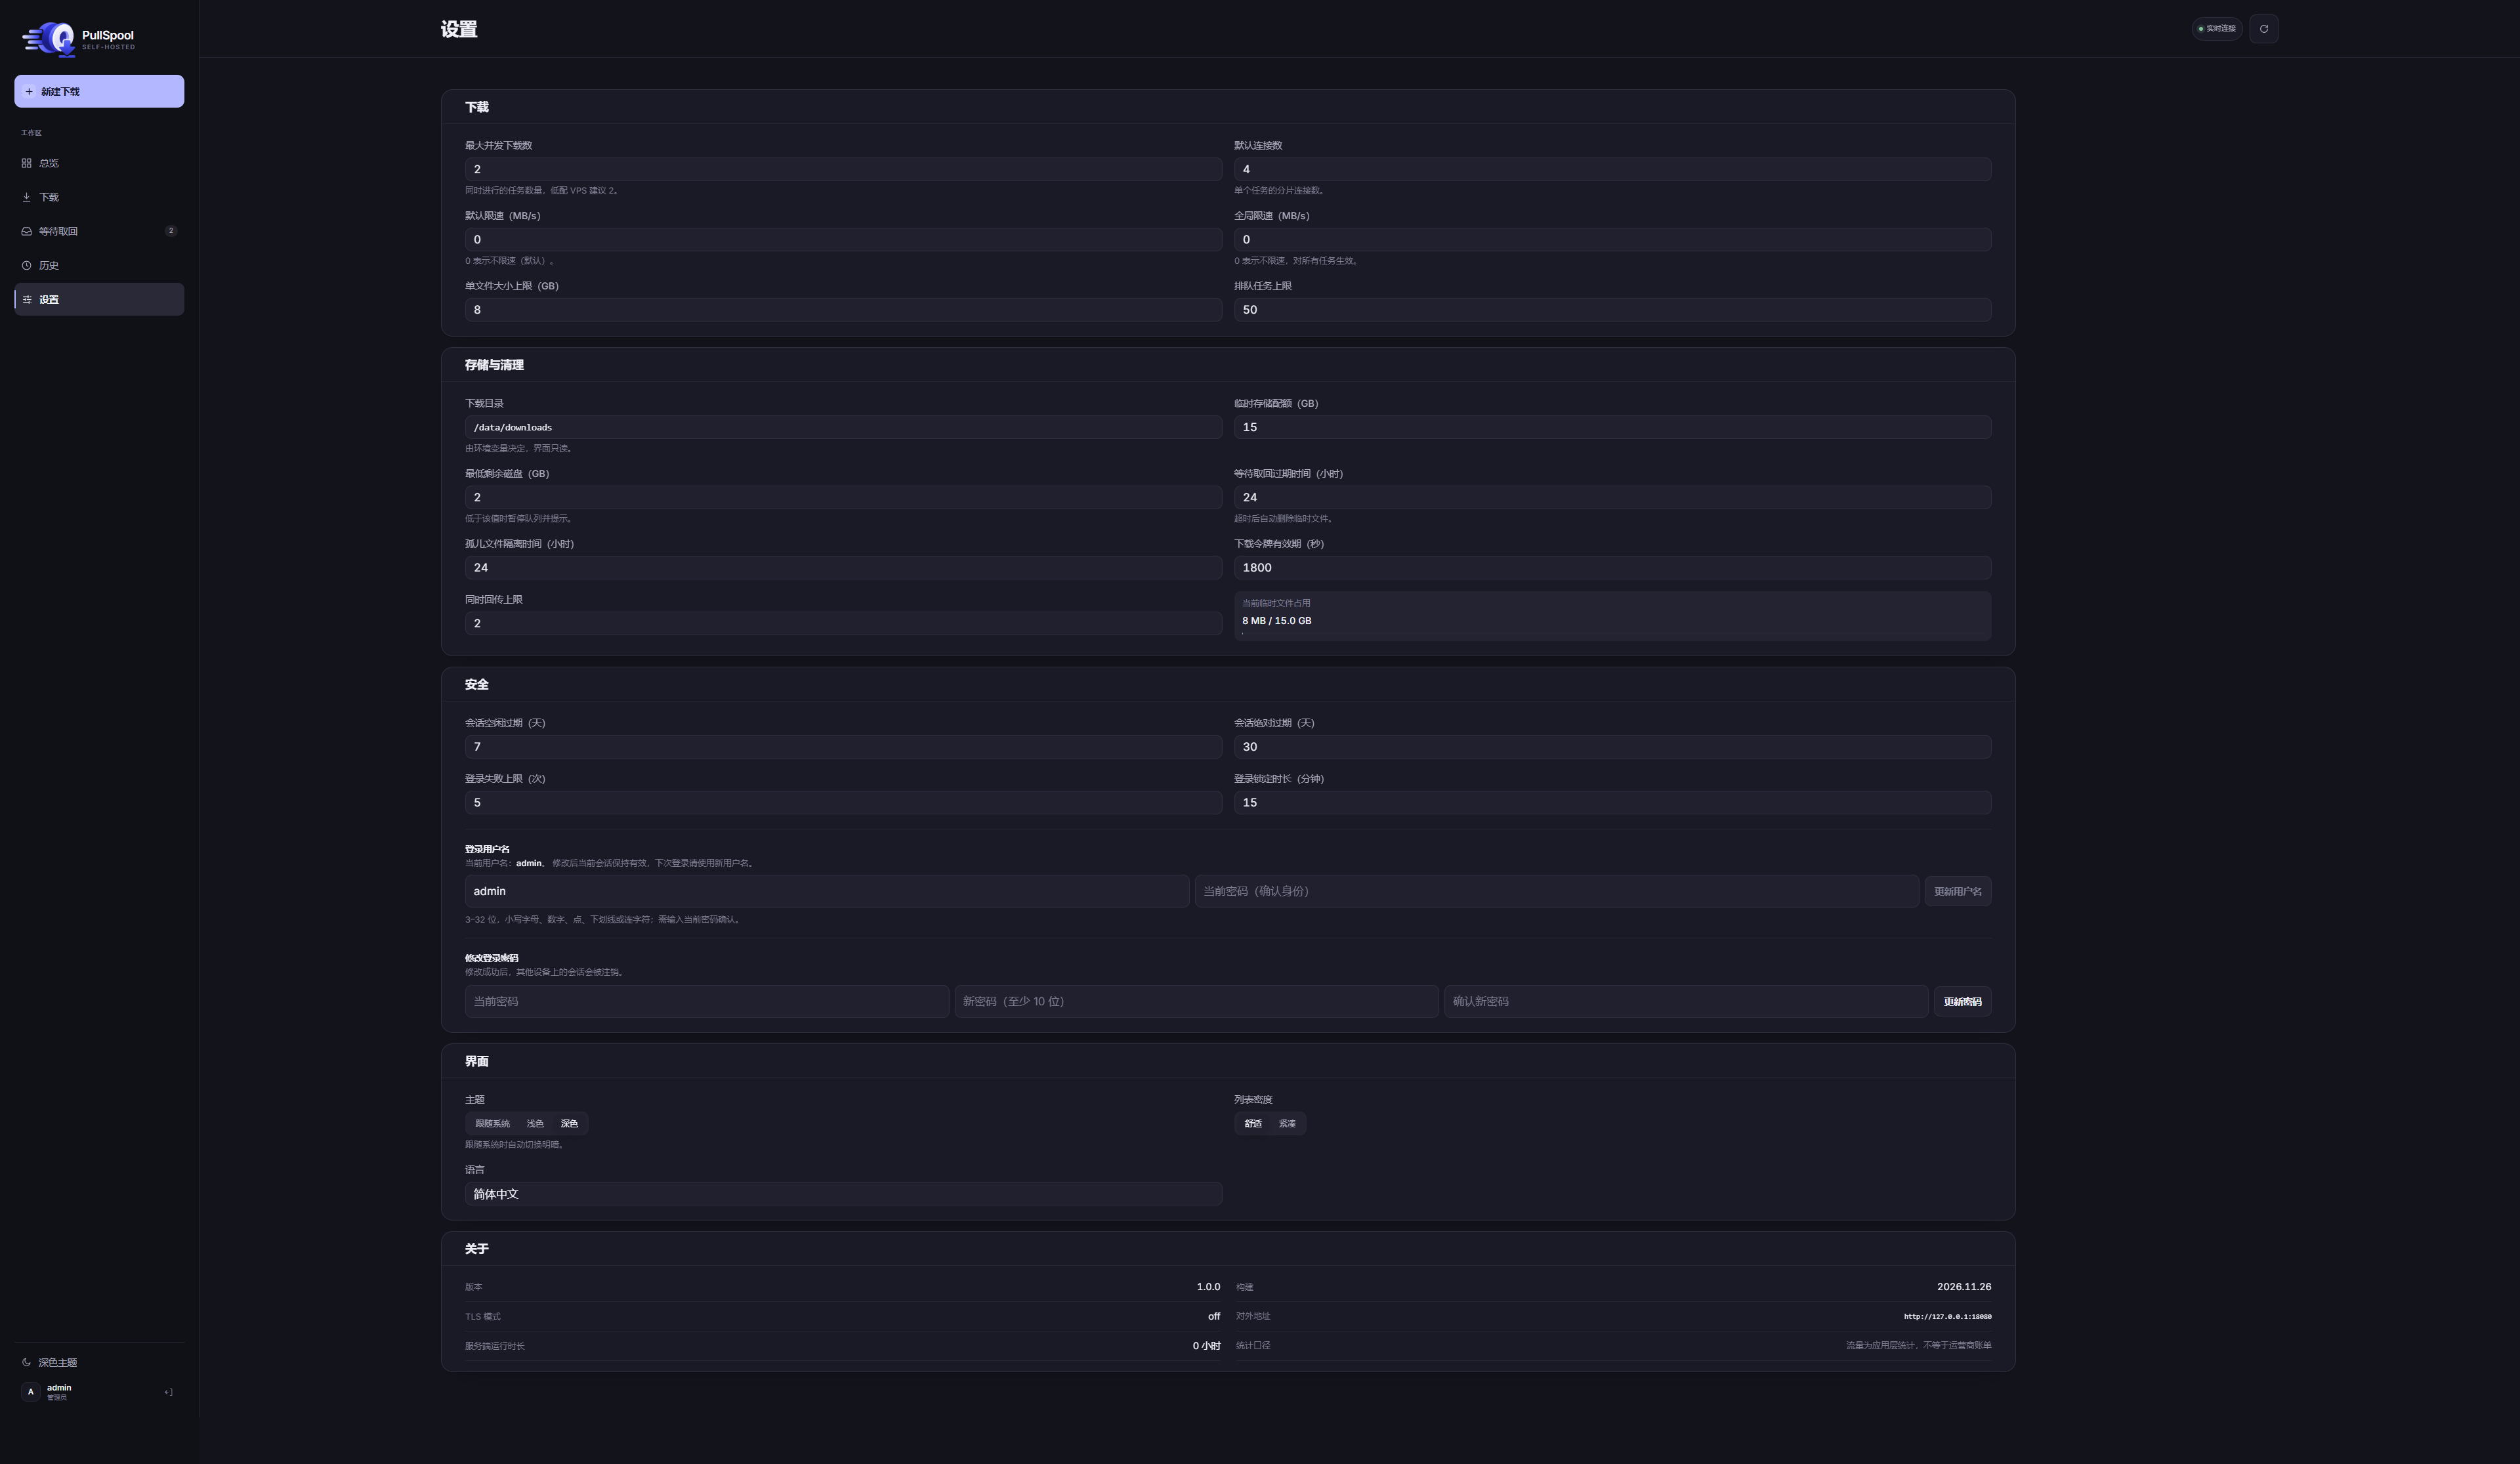 PullSpool
SELF-HOSTED
新建下载
工作区
总览
下载
等待取回 2
历史
设置
深色主题
A
admin
管理员
设置
实时连接
下载
最大并发下载数
2
同时进行的任务数量，低配 VPS 建议 2。
默认连接数
4
单个任务的分片连接数。
默认限速（MB/s）
0
0 表示不限速（默认）。
全局限速（MB/s）
0
0 表示不限速，对所有任务生效。
单文件大小上限（GB）
8
排队任务上限
50
存储与清理
下载目录
/data/downloads
由环境变量决定，界面只读。
临时存储配额（GB）
15
最低剩余磁盘（GB）
2
低于该值时暂停队列并提示。
等待取回过期时间（小时）
24
超时后自动删除临时文件。
孤儿文件隔离时间（小时）
24
下载令牌有效期（秒）
1800
同时回传上限
2
当前临时文件占用
8 MB / 15.0 GB
安全
会话空闲过期（天）
7
会话绝对过期（天）
30
登录失败上限（次）
5
登录锁定时长（分钟）
15
登录用户名
当前用户名：admin。 修改后当前会话保持有效，下次登录请使用新用户名。
admin
当前密码（确认身份）
更新用户名
3-32 位，小写字母、数字、点、下划线或连字符；需输入当前密码确认。
修改登录密码
修改成功后，其他设备上的会话会被注销。
当前密码
新密码（至少 10 位）
确认新密码
更新密码
界面
主题
跟随系统 浅色 深色
跟随系统时自动切换明暗。
列表密度
舒适 紧凑
语言
简体中文
关于
版本 1.0.0
构建 2026.11.26
TLS 模式 off
对外地址 http://127.0.0.1:18080
服务端运行时长 0 小时
统计口径 流量为应用层统计，不等于运营商账单